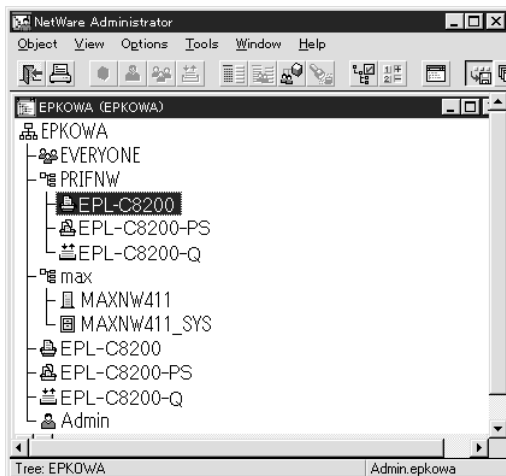 NetWare Administrator
Object View Options Tools Window Help
EPKOWA (EPKOWA)
EPKOWA
EVERYONE
PRIFNW
EPL-C8200
EPL-C8200-PS
EPL-C8200-Q
max
MAXNW411
MAXNW411_SYS
EPL-C8200
EPL-C8200-PS
EPL-C8200-Q
Admin
Tree: EPKOWA Admin.epkowa